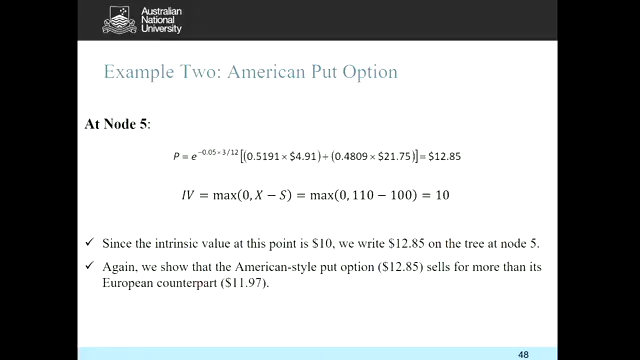 Australian
National
University
Example Two: American Put Option
At Node 5:
P = e^{-0.05×3/12}[(0.5191 × $4.91) + (0.4809 × $21.75)] = $12.85
IV = max(0, X − S) = max(0, 110 − 100) = 10
✓ Since the intrinsic value at this point is $10, we write $12.85 on the tree at node 5.
✓ Again, we show that the American-style put option ($12.85) sells for more than its
European counterpart ($11.97).
48